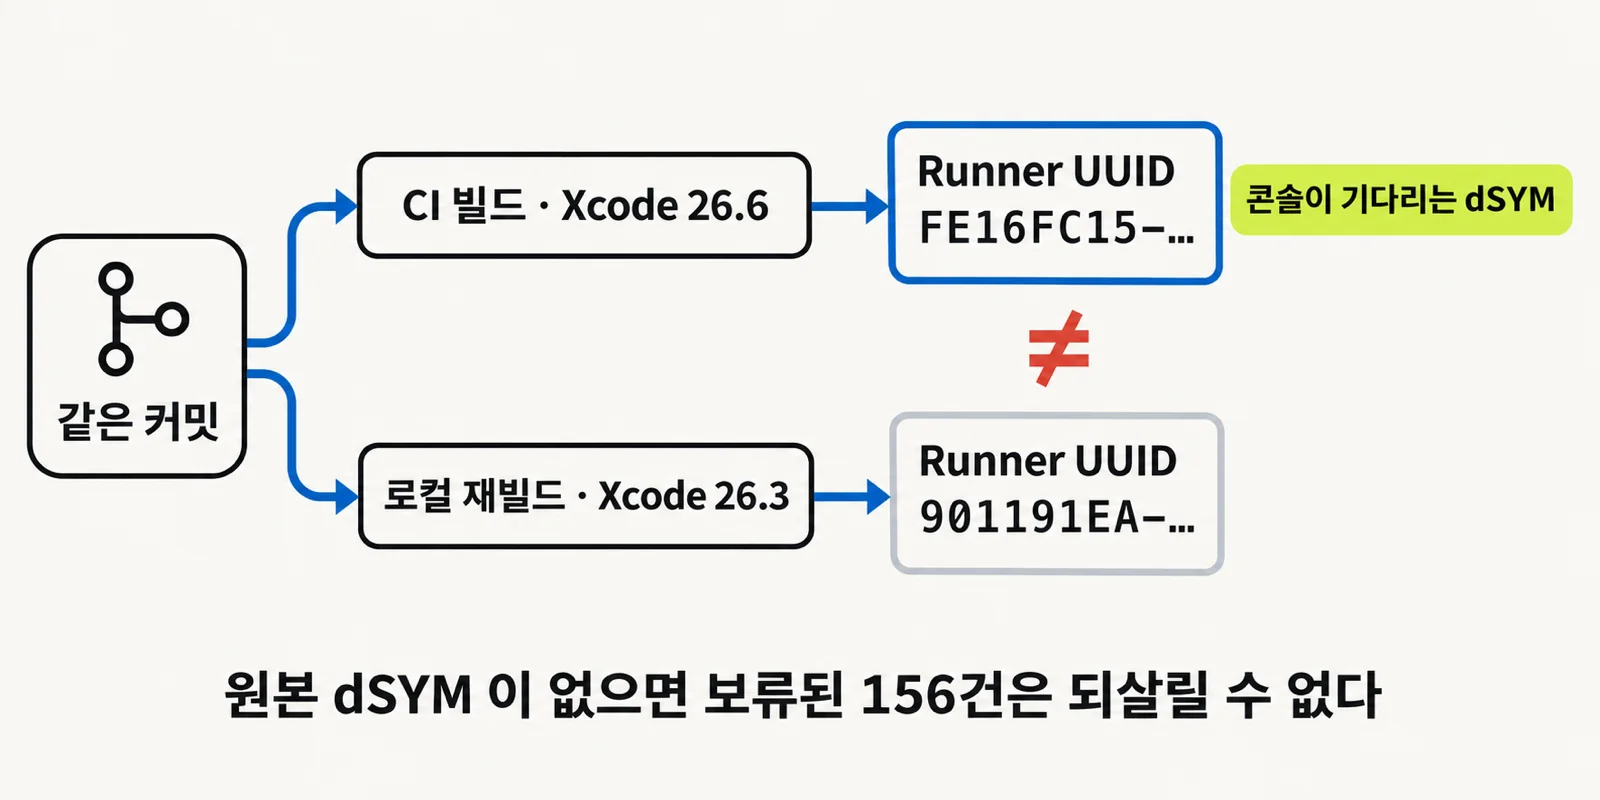 같은 커밋
CI 빌드 · Xcode 26.6
Runner UUID
FE16FC15-…
콘솔이 기다리는 dSYM
≠
로컬 재빌드 · Xcode 26.3
Runner UUID
901191EA-…
원본 dSYM 이 없으면 보류된 156건은 되살릴 수 없다